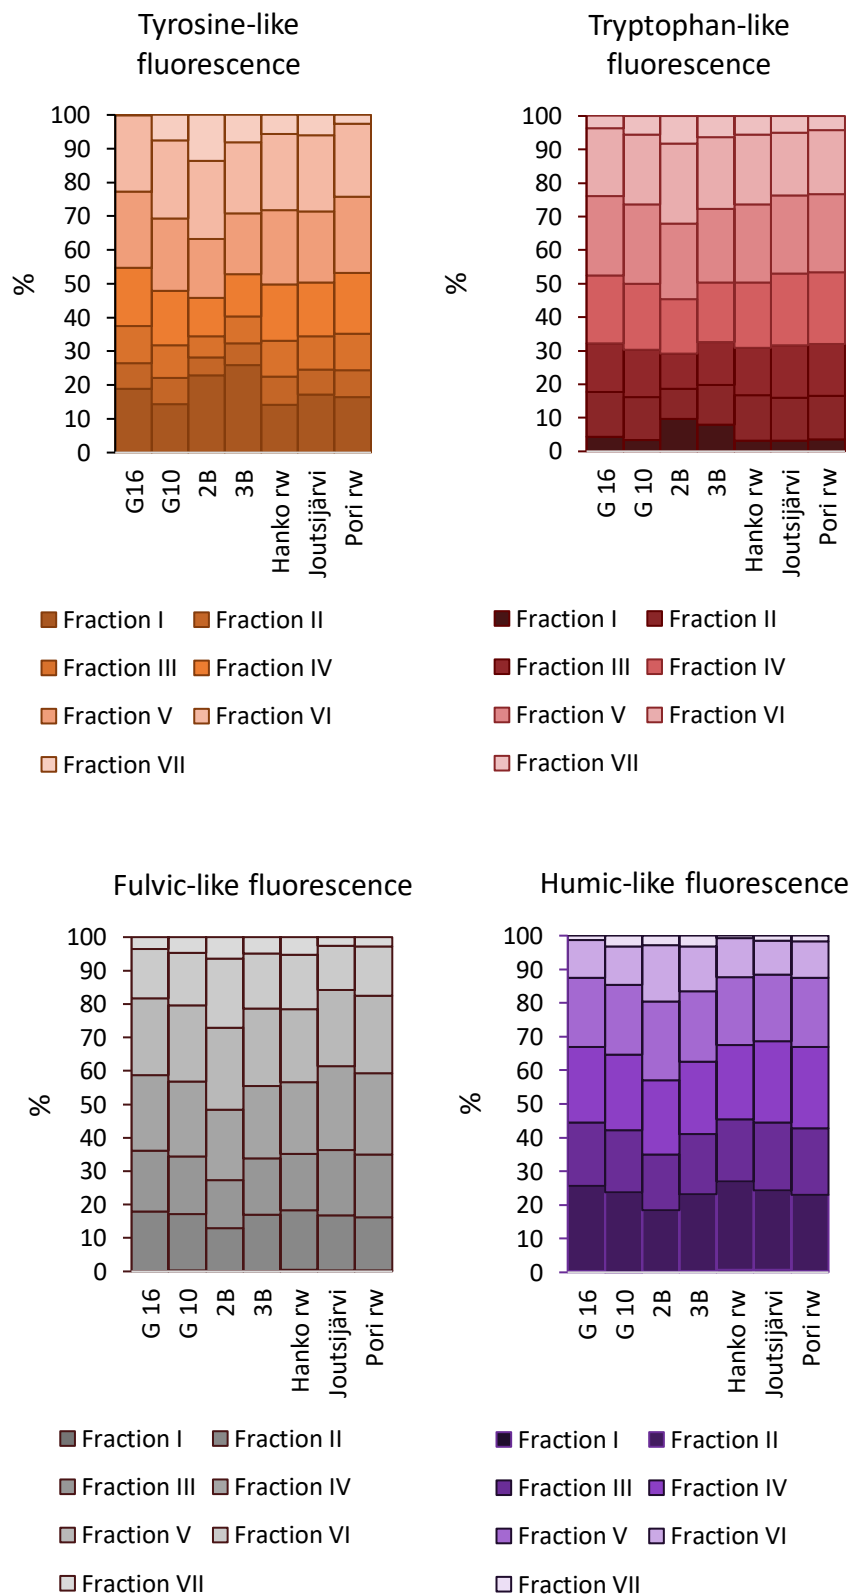 Tyrosine-like
fluorescence
100
90
80
70
60
50
40
30
20
10
0
%
G16
G10
2B
3B
Hanko rw
Joutsijärvi
Pori rw
Fraction I
Fraction II
Fraction III
Fraction IV
Fraction V
Fraction VI
Fraction VII
Tryptophan-like
fluorescence
100
90
80
70
60
50
40
30
20
10
0
%
G 16
G 10
2B
3B
Hanko rw
Joutsijärvi
Pori rw
Fraction I
Fraction II
Fraction III
Fraction IV
Fraction V
Fraction VI
Fraction VII
Fulvic-like fluorescence
100
90
80
70
60
50
40
30
20
10
0
%
G 16
G 10
2B
3B
Hanko rw
Joutsijärvi
Pori rw
Fraction I
Fraction II
Fraction III
Fraction IV
Fraction V
Fraction VI
Fraction VII
Humic-like fluorescence
100
90
80
70
60
50
40
30
20
10
0
%
G 16
G 10
2B
3B
Hanko rw
Joutsijärvi
Pori rw
Fraction I
Fraction II
Fraction III
Fraction IV
Fraction V
Fraction VI
Fraction VII